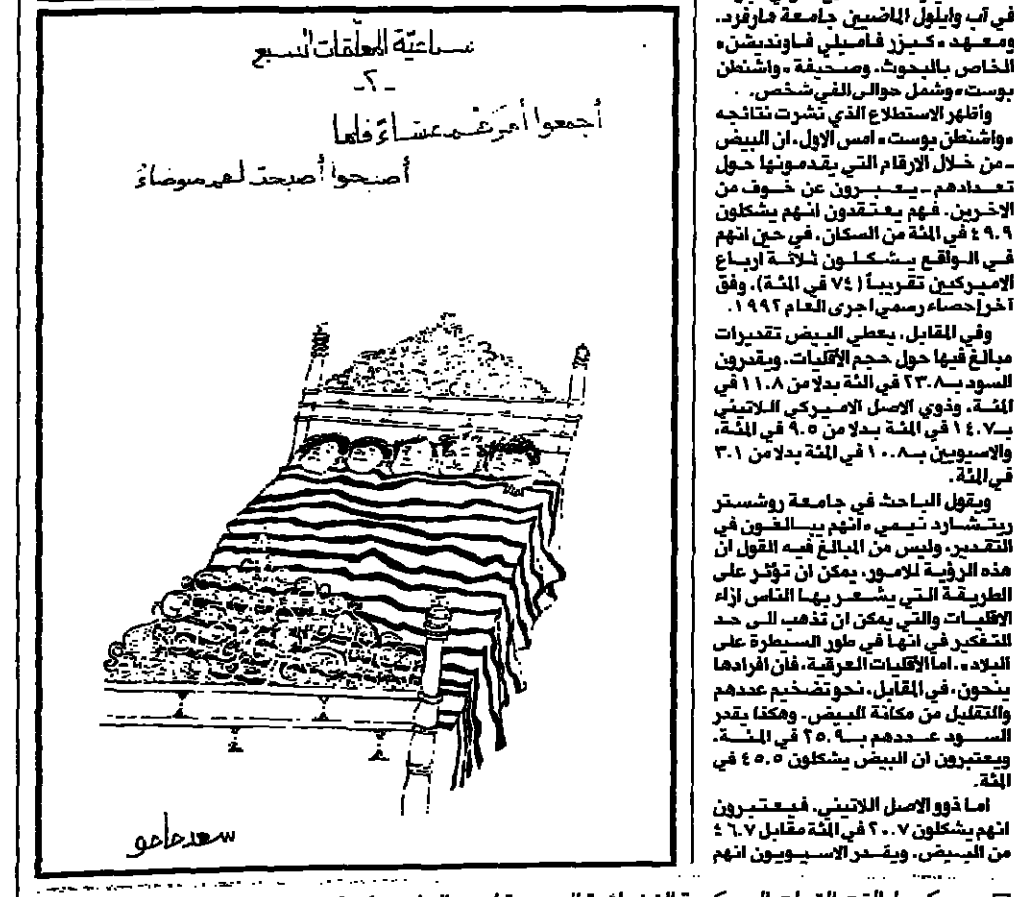 سباعيّة المعلّقات السبع
- ٢ -
أجمعوا أمرهم عشاءً فلما
أصبحوا أصبحت لهم ضوضاءُ
سعد حاجو
في آب وايلول الماضيين جامعة هارفرد،
ومعهد «كيزر فاميلي فاونديشن»
الخاص بالبحوث، وصحيفة «واشنطن
بوست» وشمل حوالى الفي شخص.
وأظهر الاستطلاع الذي نشرت نتائجه
«واشنطن بوست» امس الاول، ان البيض
- من خلال الارقام التي يقدمونها حول
تعدادهم - يعبرون عن خوف من
الاخرين. فهم يعتقدون انهم يشكلون
٤٩.٩ في المئة من السكان، في حين انهم
في الواقع يشكلون ثلاثة ارباع
الاميركيين تقريباً (٧٤ في المئة)، وفق
آخر إحصاء رسمي اجري العام ١٩٩٢.
وفي المقابل، يعطي البيض تقديرات
مبالغ فيها حول حجم الأقليات. ويقدرون
السود بـ٢٣.٨ في المئة بدلا من ١١.٨ في
المئة، وذوي الاصل الاميركي اللاتيني
بـ١٤.٧ في المئة بدلا من ٩.٥ في المئة،
والاسيويين بـ١٠.٨ في المئة بدلا من ٣.١
في المئة.
ويقول الباحث في جامعة روشستر
ريتشارد نيمي «انهم يبالغون في
التقدير، وليس من المبالغ فيه القول ان
هذه الرؤية للامور، يمكن ان تؤثر على
الطريقة التي يشعر بها الناس ازاء
الاقليات والتي يمكن ان تذهب الى حد
التفكير في انها في طور السيطرة على
البلاد». اما الأقليات العرقية، فان افرادها
ينحون، في المقابل، نحو تضخيم عددهم
والتقليل من مكانة البيض. وهكذا يقدر
السود عددهم بـ٢٥.٩ في المئة،
ويعتبرون ان البيض يشكلون ٤٥.٥ في
المئة.
اما ذوو الاصل اللاتيني، فيعتبرون
انهم يشكلون ٢٠.٧ في المئة مقابل ٤٦.٧
من البيض. ويقدر الاسيويون انهم